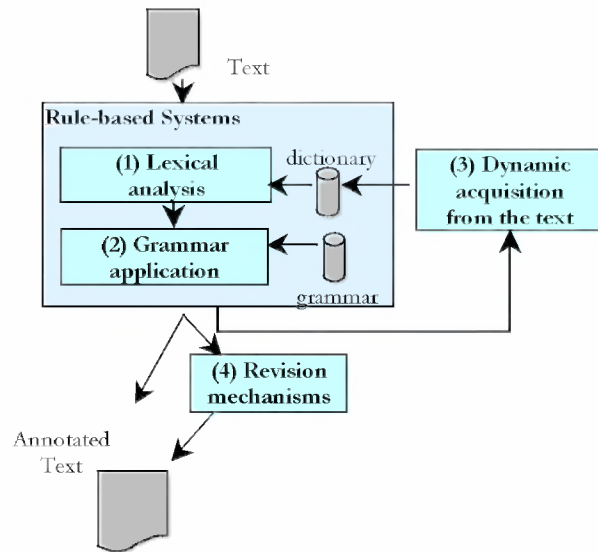 Text
Rule-based Systems
(1) Lexical
analysis
dictionary
(3) Dynamic
acquisition
from the text
(2) Grammar
application
grammar
(4) Revision
mechanisms
Annotated
Text